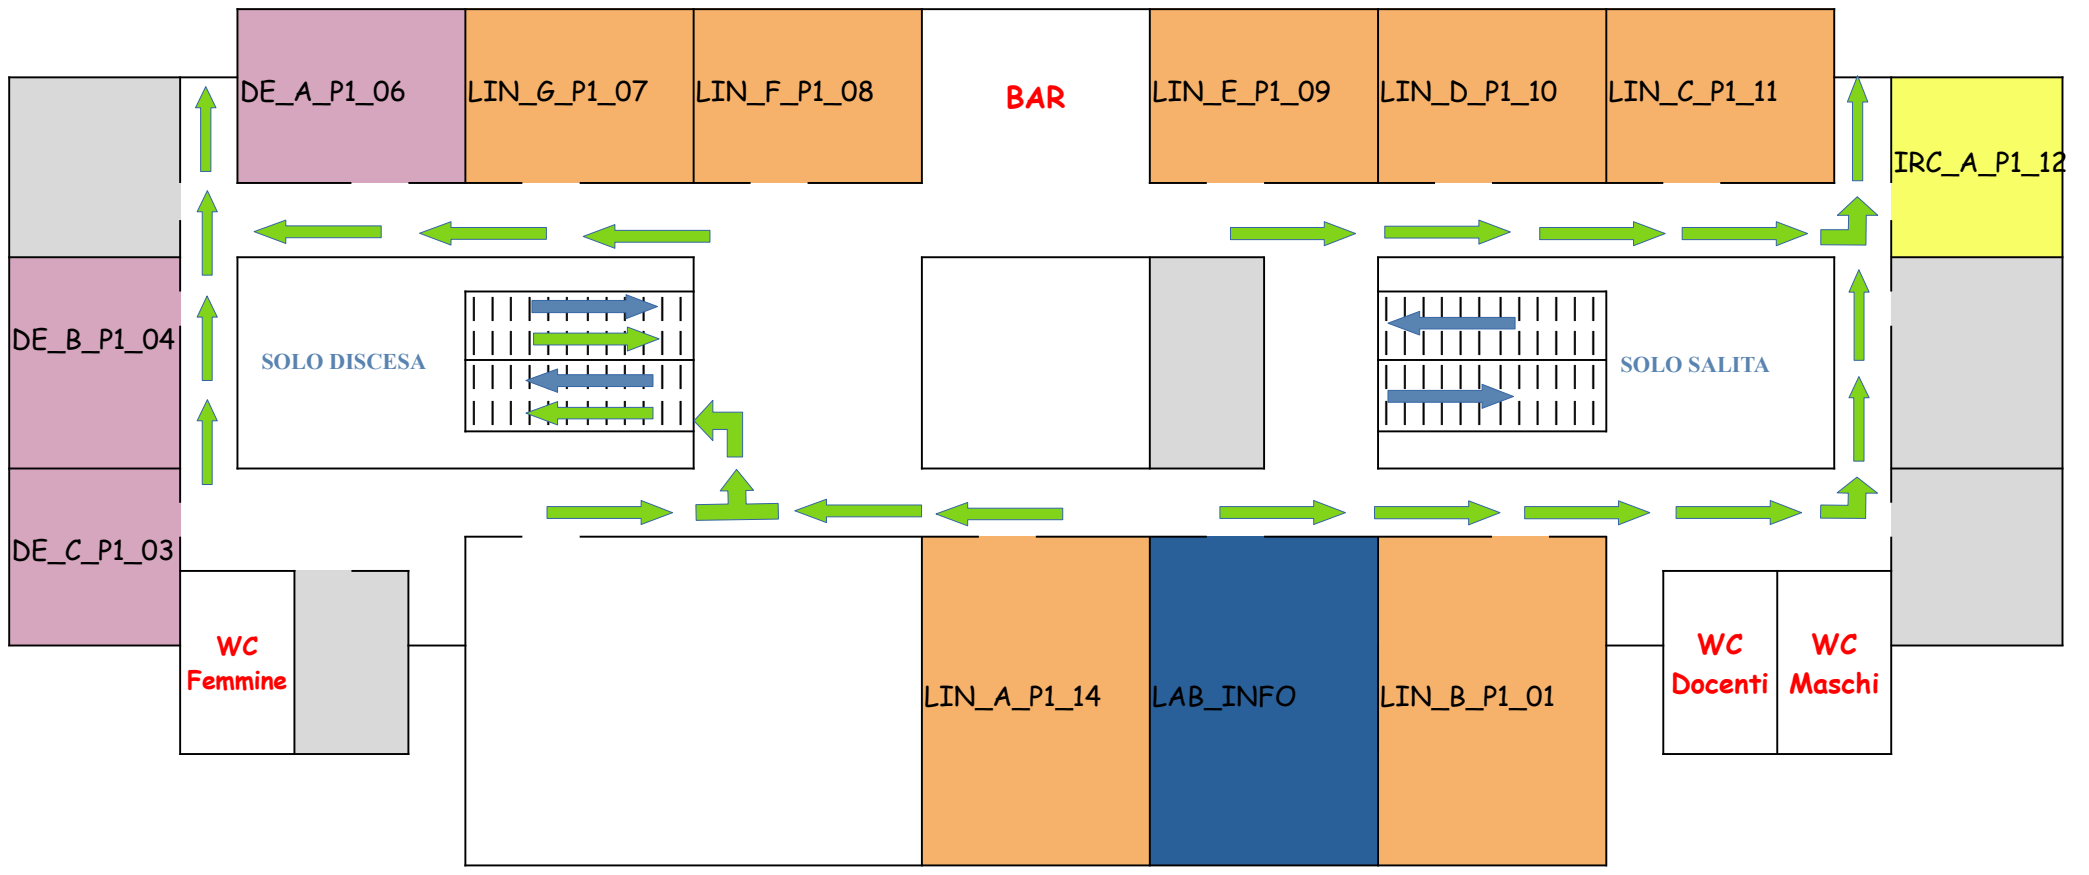 DE_A_P1_06
LIN_G_P1_07
LIN_F_P1_08
BAR
LIN_E_P1_09
LIN_D_P1_10
LIN_C_P1_11
IRC_A_P1_12
DE_B_P1_04
SOLO DISCESA
SOLO SALITA
DE_C_P1_03
WC
Femmine
LIN_A_P1_14
LAB_INFO
LIN_B_P1_01
WC
Docenti
WC
Maschi